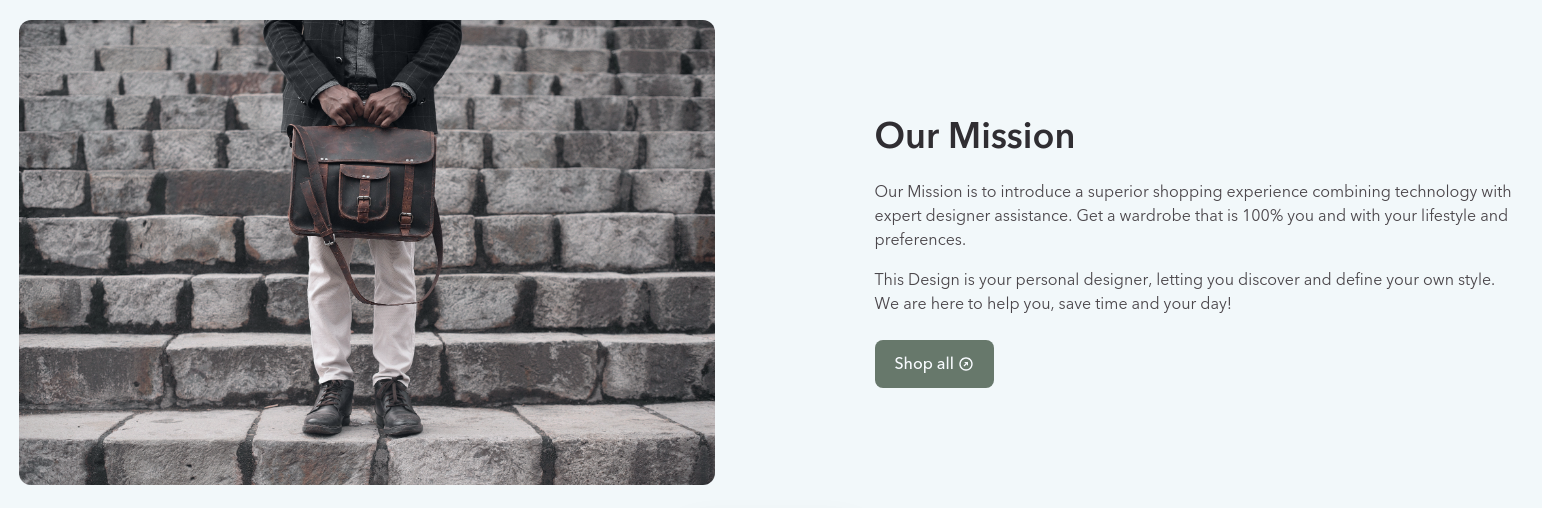 Our Mission
Our Mission is to introduce a superior shopping experience combining technology with
expert designer assistance. Get a wardrobe that is 100% you and with your lifestyle and
preferences.
This Design is your personal designer, letting you discover and define your own style.
We are here to help you, save time and your day!
Shop all